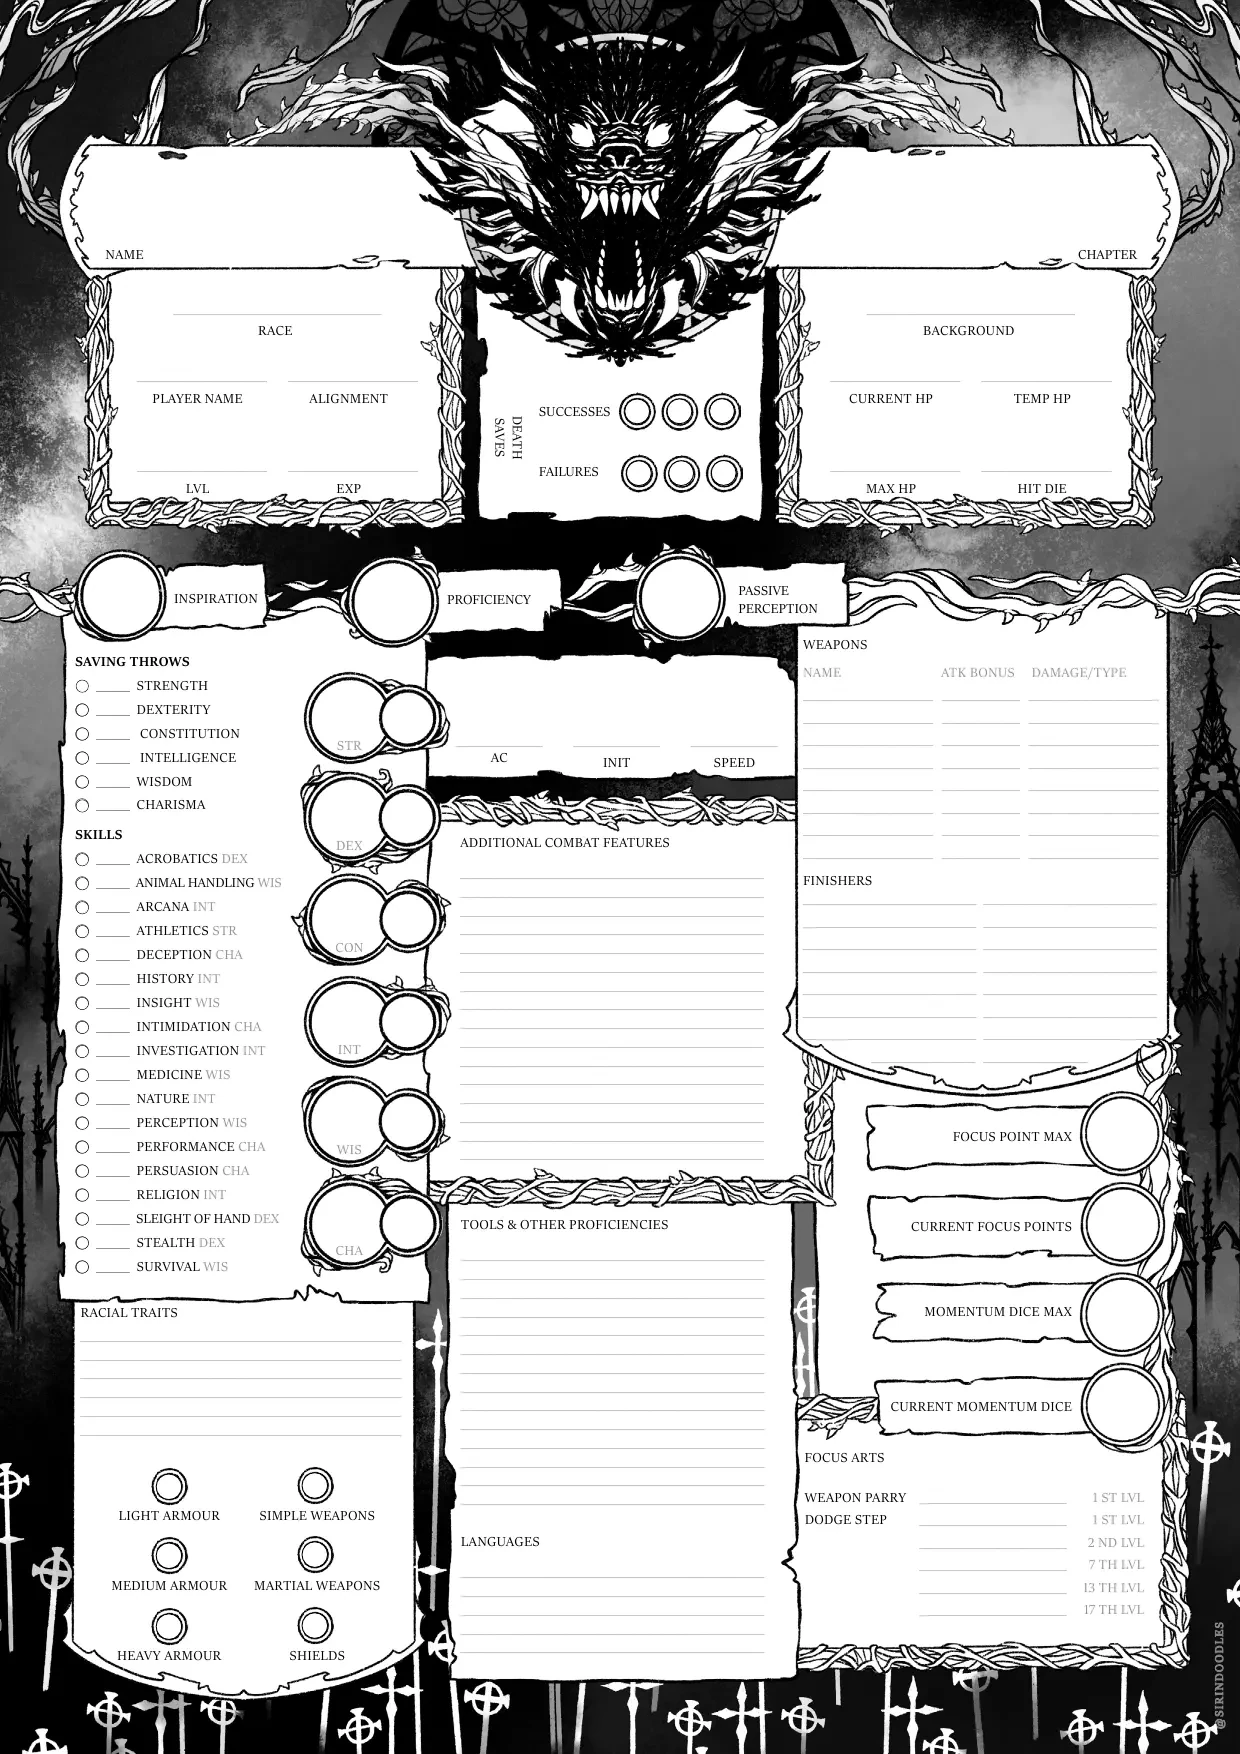 NAME
CHAPTER
RACE
PLAYER NAME ALIGNMENT
LVL EXP
DEATH
SAVES
SUCCESSES
FAILURES
BACKGROUND
CURRENT HP TEMP HP
MAX HP HIT DIE
INSPIRATION
PROFICIENCY
PASSIVE
PERCEPTION
SAVING THROWS
STRENGTH
DEXTERITY
CONSTITUTION
INTELLIGENCE
WISDOM
CHARISMA
SKILLS
ACROBATICS DEX
ANIMAL HANDLING WIS
ARCANA INT
ATHLETICS STR
DECEPTION CHA
HISTORY INT
INSIGHT WIS
INTIMIDATION CHA
INVESTIGATION INT
MEDICINE WIS
NATURE INT
PERCEPTION WIS
PERFORMANCE CHA
PERSUASION CHA
RELIGION INT
SLEIGHT OF HAND DEX
STEALTH DEX
SURVIVAL WIS
STR
DEX
CON
INT
WIS
CHA
RACIAL TRAITS
LIGHT ARMOUR SIMPLE WEAPONS
MEDIUM ARMOUR MARTIAL WEAPONS
HEAVY ARMOUR SHIELDS
AC INIT SPEED
ADDITIONAL COMBAT FEATURES
TOOLS & OTHER PROFICIENCIES
LANGUAGES
WEAPONS
NAME ATK BONUS DAMAGE/TYPE
FINISHERS
FOCUS POINT MAX
CURRENT FOCUS POINTS
MOMENTUM DICE MAX
CURRENT MOMENTUM DICE
FOCUS ARTS
WEAPON PARRY 1 ST LVL
DODGE STEP 1 ST LVL
2 ND LVL
7 TH LVL
13 TH LVL
17 TH LVL
@SIRINDOODLES